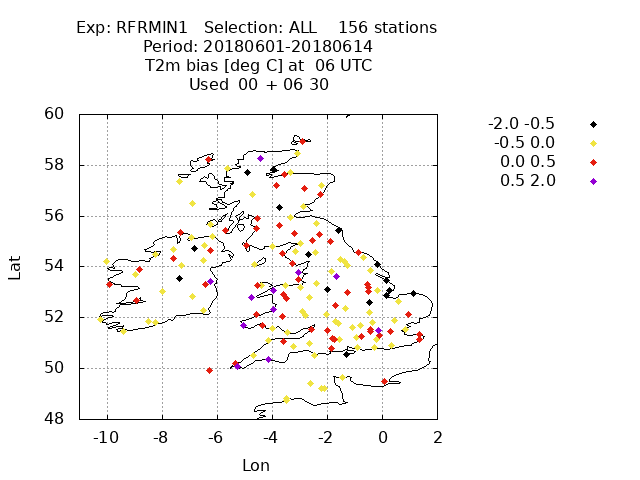 Exp: RFRMIN1 Selection: ALL 156 stations
Period: 20180601-20180614
T2m bias [deg C] at 06 UTC
Used 00 + 06 30
-2.0 -0.5
-0.5 0.0
0.0 0.5
0.5 2.0
60
58
56
54
52
50
48
Lat
-10 -8 -6 -4 -2 0 2
Lon